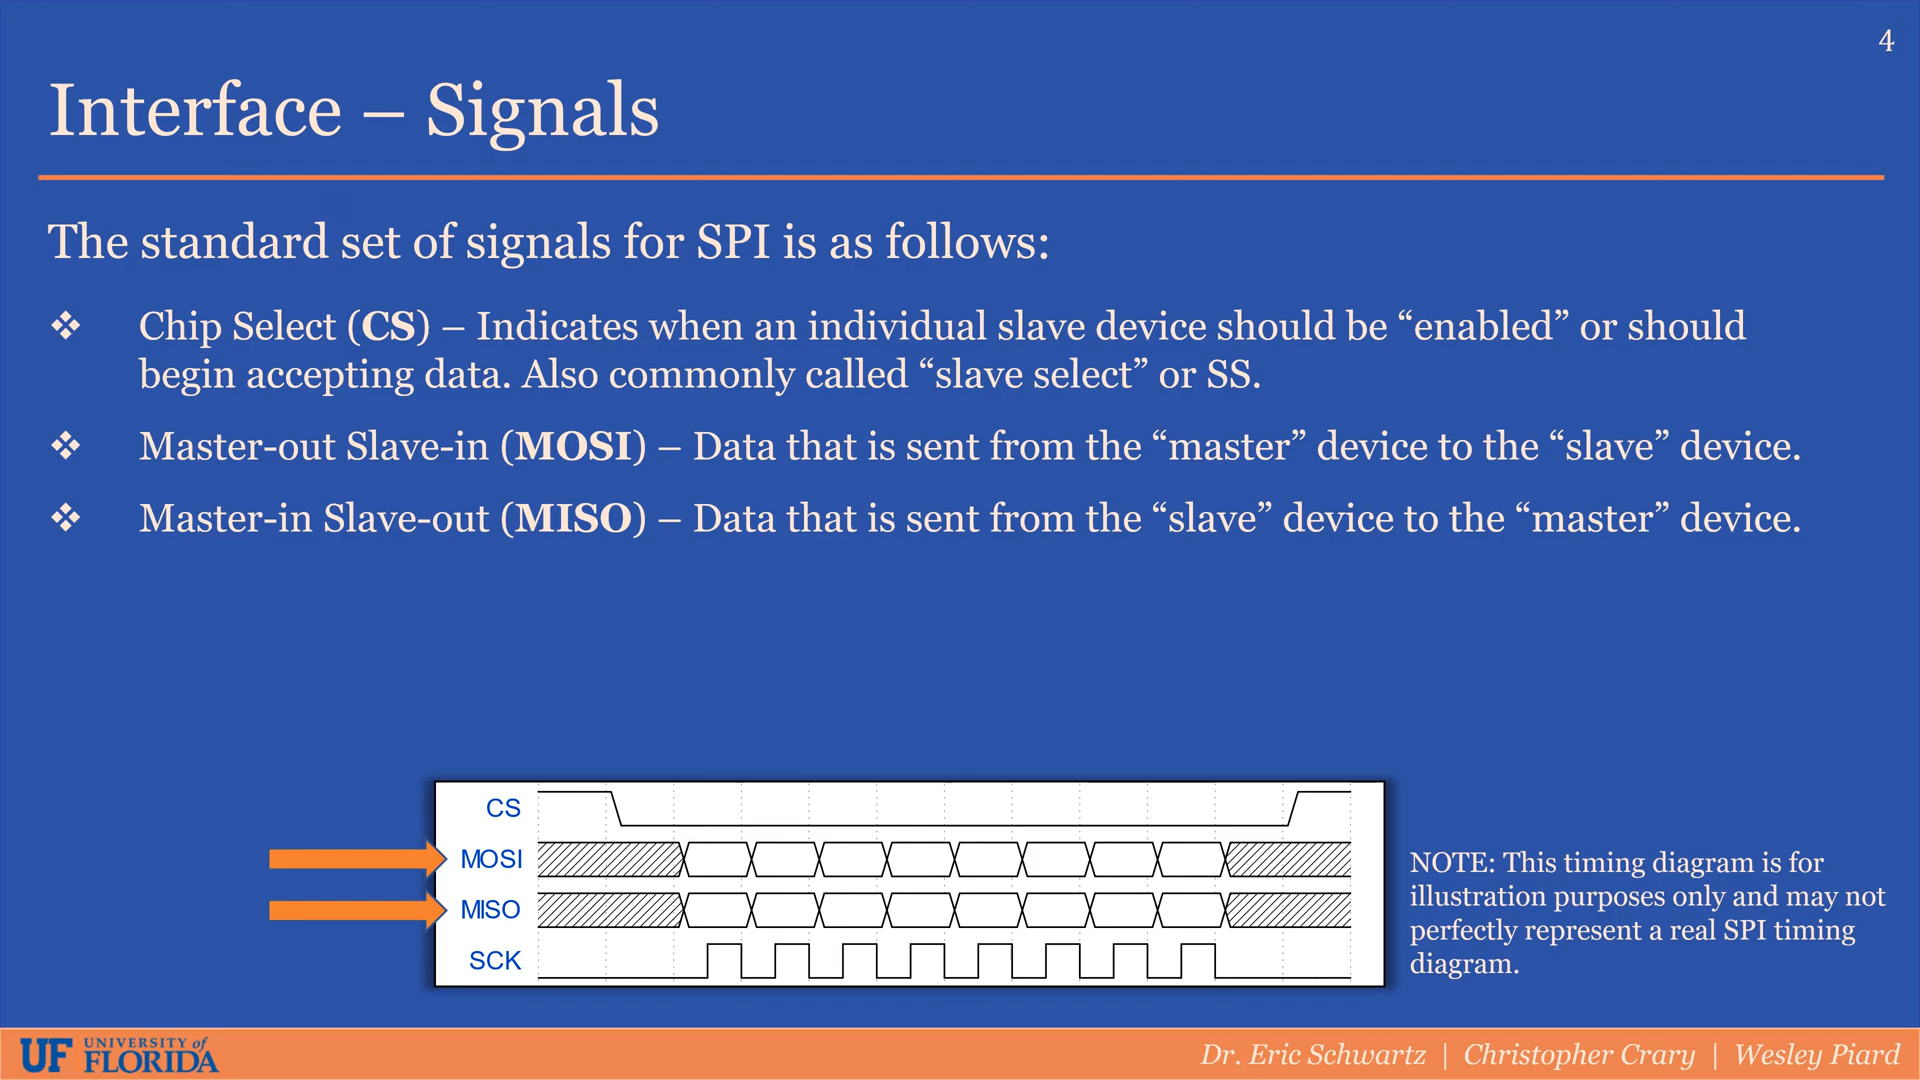 4
Interface – Signals
The standard set of signals for SPI is as follows:
❖ Chip Select (CS) – Indicates when an individual slave device should be “enabled” or should
begin accepting data. Also commonly called “slave select” or SS.
❖ Master-out Slave-in (MOSI) – Data that is sent from the “master” device to the “slave” device.
❖ Master-in Slave-out (MISO) – Data that is sent from the “slave” device to the “master” device.
CS
MOSI
MISO
SCK
NOTE: This timing diagram is for
illustration purposes only and may not
perfectly represent a real SPI timing
diagram.
UF UNIVERSITY of
FLORIDA
Dr. Eric Schwartz | Christopher Crary | Wesley Piard